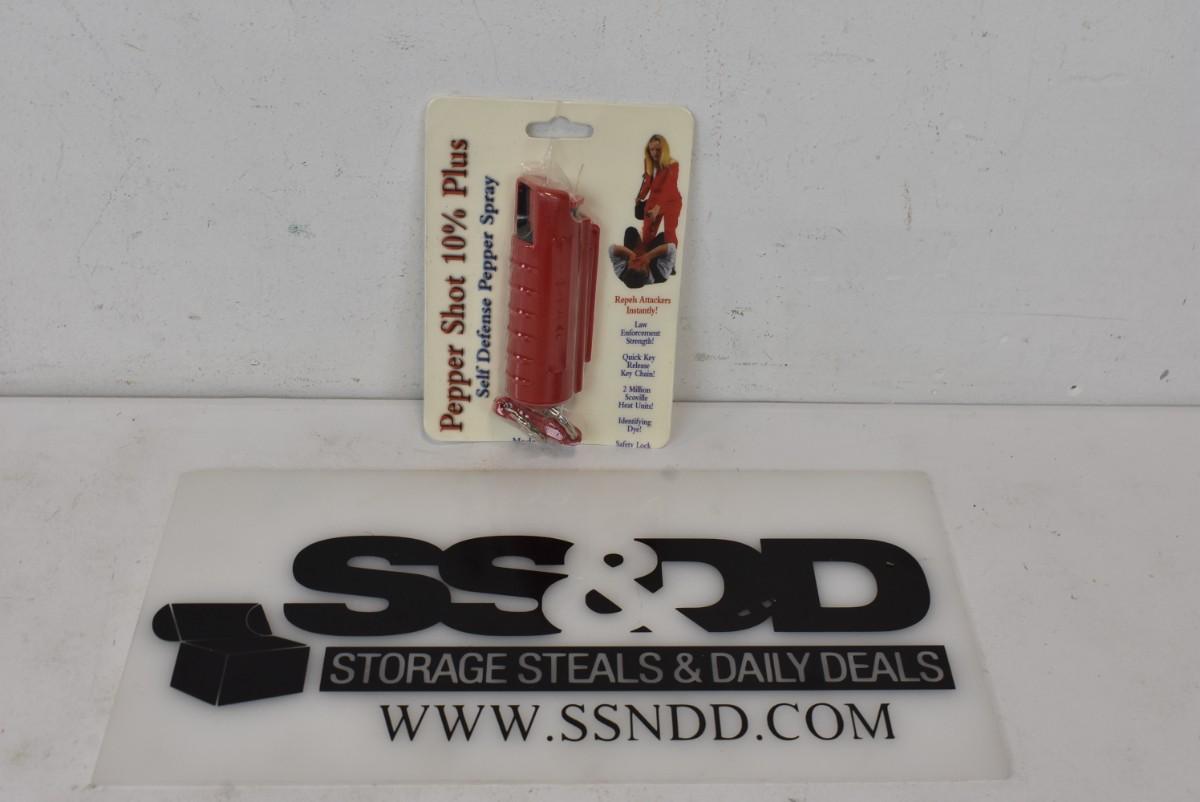 Pepper Shot 10% Plus
Self Defense Pepper Spray
Repels Attackers
Instantly!
Law
Enforcement
Strength!
Quick Key
Release
Key Chain!
2 Million
Scoville
Heat Units!
Identifying
Dye!
Safety Lock
SS&DD
STORAGE STEALS & DAILY DEALS
WWW.SSNDD.COM